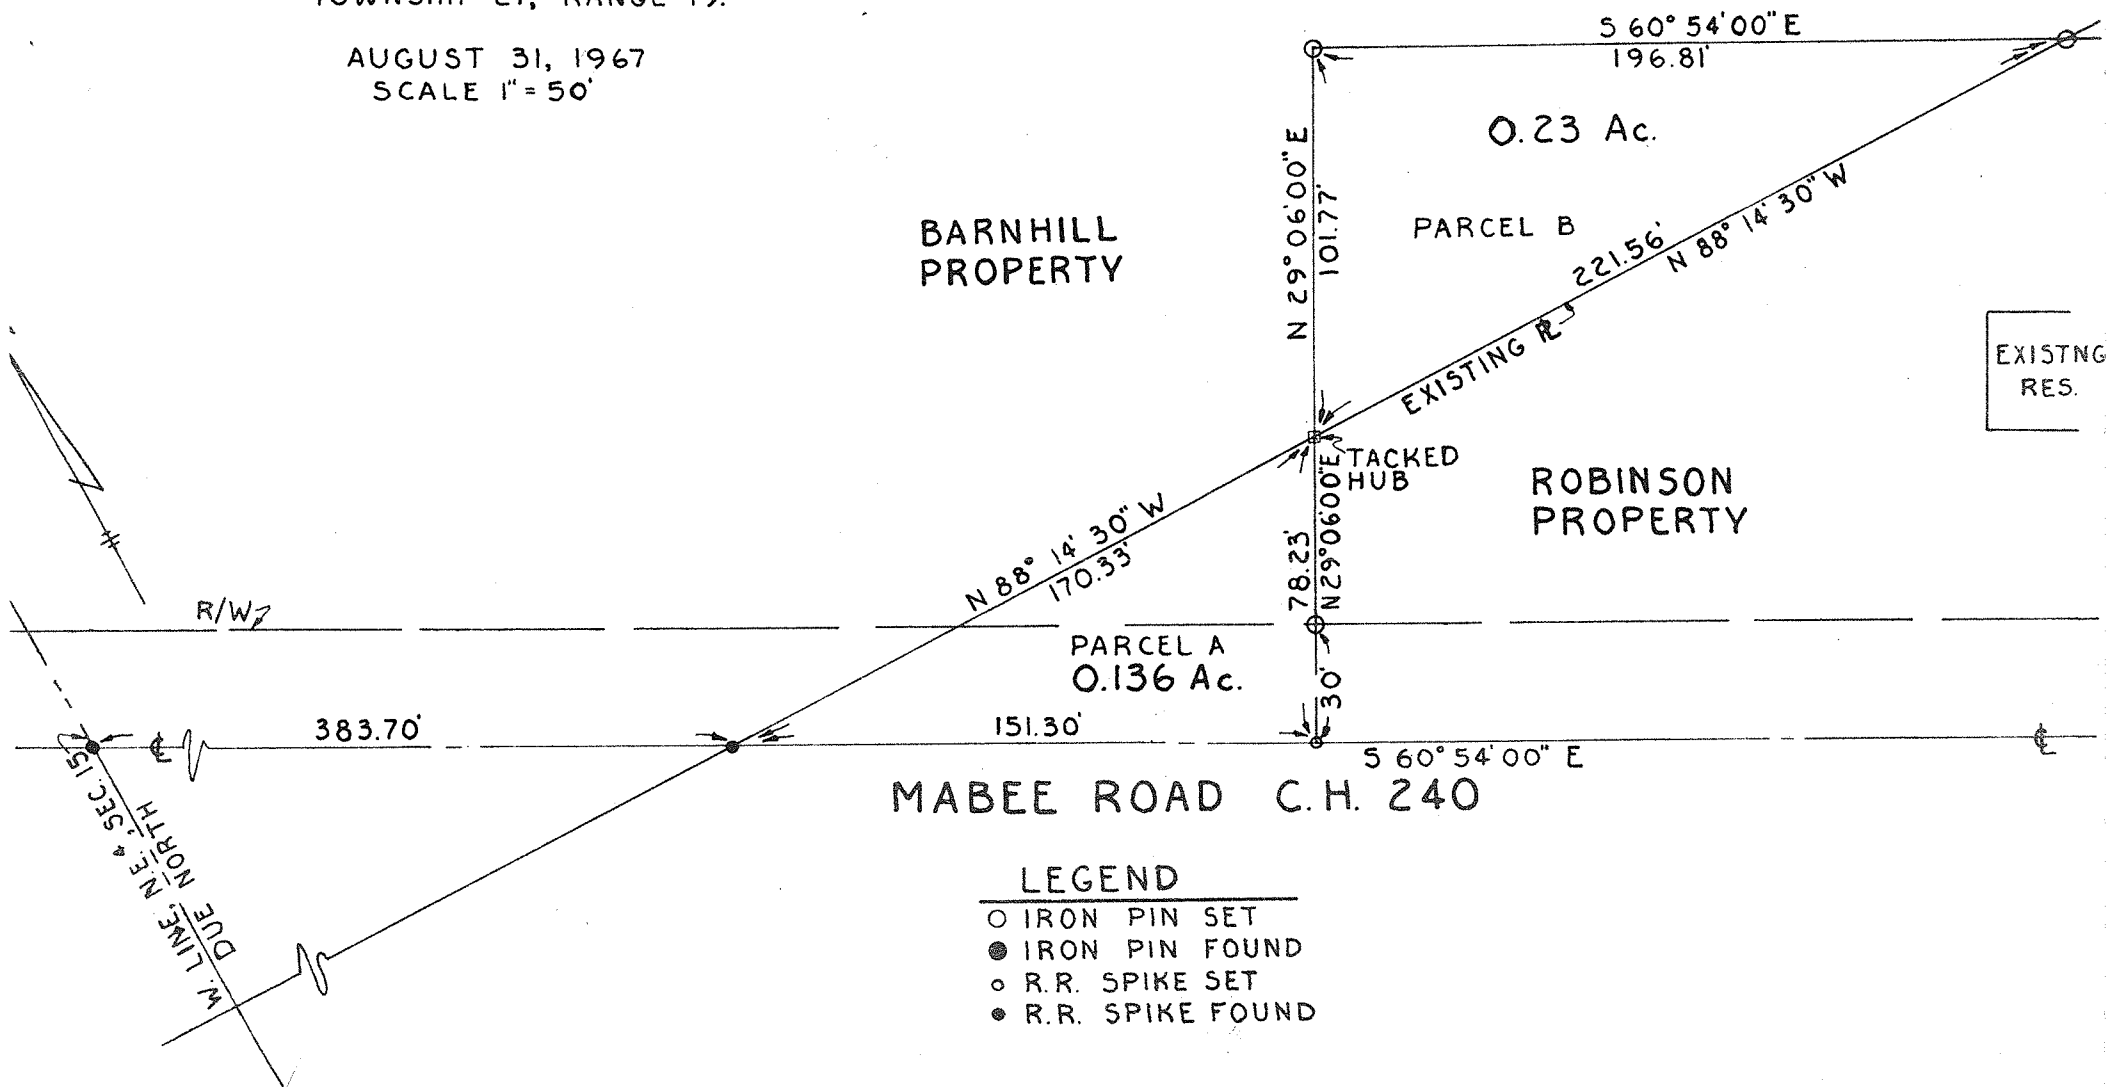 AUGUST 31, 1967
SCALE 1" = 50'
S 60° 54' 00" E
196.81'
0.23 Ac.
N 29° 06' 00" E
101.77'
PARCEL B
BARNHILL
PROPERTY
221.56'
N 88° 14' 30" W
EXISTING ⅊
EXISTNG
RES.
TACKED
HUB
ROBINSON
PROPERTY
N 88° 14' 30" W
170.33'
78.23'
N 29° 06' 00" E
R/W
PARCEL A
0.136 Ac.
30'
383.70'
151.30'
℄
S 60° 54' 00" E
℄
MABEE ROAD C.H. 240
W. LINE, N.E. 4, SEC. 15
DUE NORTH
LEGEND
○ IRON PIN SET
● IRON PIN FOUND
○ R.R. SPIKE SET
● R.R. SPIKE FOUND